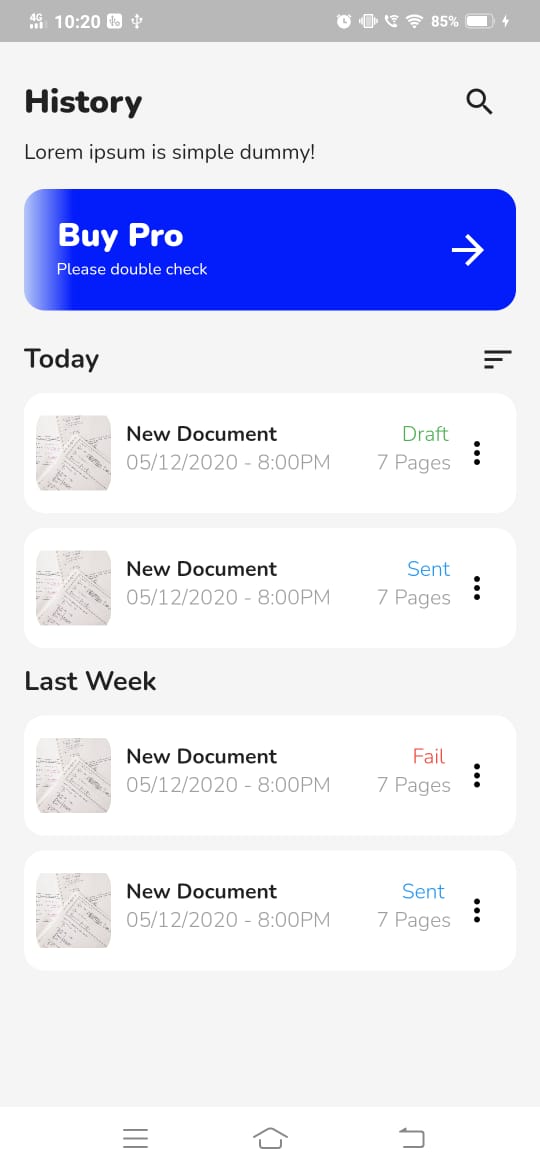 4G 10:20 85%
History
Lorem ipsum is simple dummy!
Buy Pro
Please double check
Today
New Document Draft
05/12/2020 - 8:00PM 7 Pages
New Document Sent
05/12/2020 - 8:00PM 7 Pages
Last Week
New Document Fail
05/12/2020 - 8:00PM 7 Pages
New Document Sent
05/12/2020 - 8:00PM 7 Pages